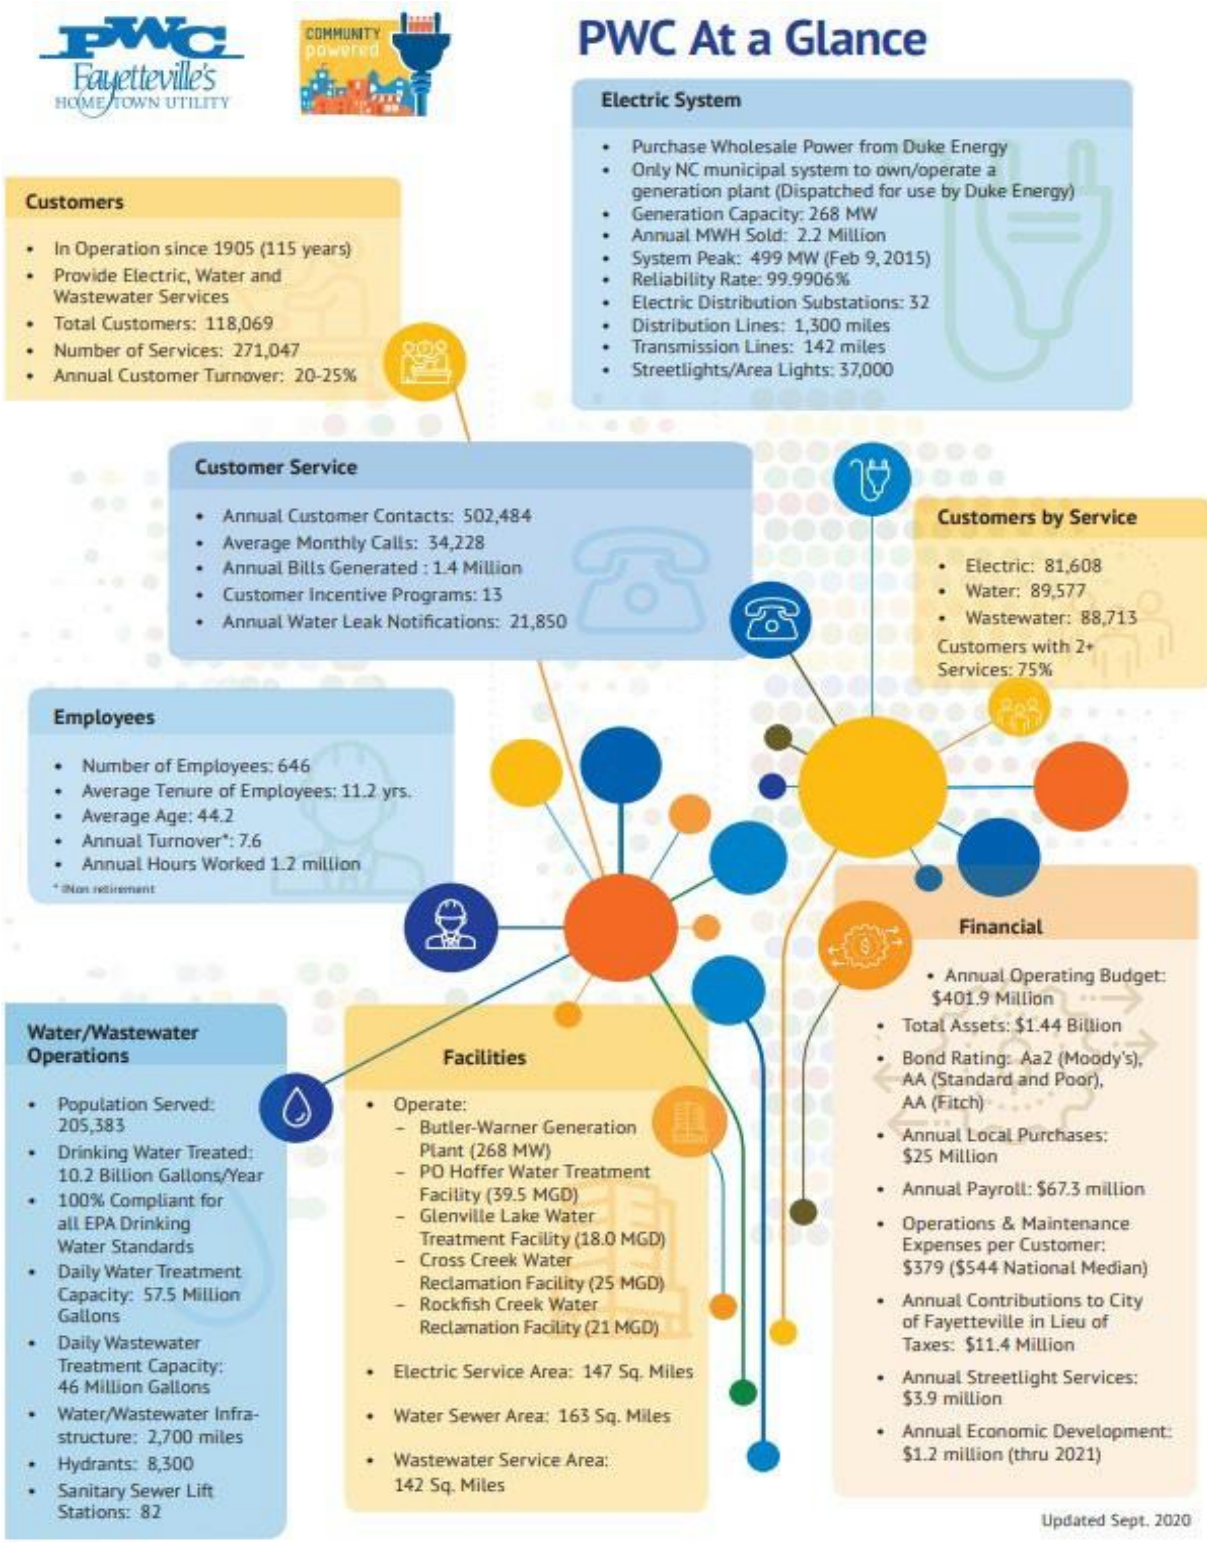 PWC
Fayetteville's
HOMETOWN UTILITY
COMMUNITY
powered
PWC At a Glance
Electric System
• Purchase Wholesale Power from Duke Energy
• Only NC municipal system to own/operate a
generation plant (Dispatched for use by Duke Energy)
• Generation Capacity: 268 MW
• Annual MWH Sold: 2.2 Million
• System Peak: 499 MW (Feb 9, 2015)
• Reliability Rate: 99.9906%
• Electric Distribution Substations: 32
• Distribution Lines: 1,300 miles
• Transmission Lines: 142 miles
• Streetlights/Area Lights: 37,000
Customers
• In Operation since 1905 (115 years)
• Provide Electric, Water and
Wastewater Services
• Total Customers: 118,069
• Number of Services: 271,047
• Annual Customer Turnover: 20-25%
Customer Service
• Annual Customer Contacts: 502,484
• Average Monthly Calls: 34,228
• Annual Bills Generated : 1.4 Million
• Customer Incentive Programs: 13
• Annual Water Leak Notifications: 21,850
Customers by Service
• Electric: 81,608
• Water: 89,577
• Wastewater: 88,713
Customers with 2+
Services: 75%
Employees
• Number of Employees: 646
• Average Tenure of Employees: 11.2 yrs.
• Average Age: 44.2
• Annual Turnover*: 7.6
• Annual Hours Worked 1.2 million
* INon retirement
Financial
• Annual Operating Budget:
$401.9 Million
• Total Assets: $1.44 Billion
• Bond Rating: Aa2 (Moody's),
AA (Standard and Poor),
AA (Fitch)
• Annual Local Purchases:
$25 Million
• Annual Payroll: $67.3 million
• Operations & Maintenance
Expenses per Customer:
$379 ($544 National Median)
• Annual Contributions to City
of Fayetteville in Lieu of
Taxes: $11.4 Million
• Annual Streetlight Services:
$3.9 million
• Annual Economic Development:
$1.2 million (thru 2021)
Water/Wastewater
Operations
• Population Served:
205,383
• Drinking Water Treated:
10.2 Billion Gallons/Year
• 100% Compliant for
all EPA Drinking
Water Standards
• Daily Water Treatment
Capacity: 57.5 Million
Gallons
• Daily Wastewater
Treatment Capacity:
46 Million Gallons
• Water/Wastewater Infra-
structure: 2,700 miles
• Hydrants: 8,300
• Sanitary Sewer Lift
Stations: 82
Facilities
• Operate:
– Butler-Warner Generation
Plant (268 MW)
– PO Hoffer Water Treatment
Facility (39.5 MGD)
– Glenville Lake Water
Treatment Facility (18.0 MGD)
– Cross Creek Water
Reclamation Facility (25 MGD)
– Rockfish Creek Water
Reclamation Facility (21 MGD)
• Electric Service Area: 147 Sq. Miles
• Water Sewer Area: 163 Sq. Miles
• Wastewater Service Area:
142 Sq. Miles
Updated Sept. 2020